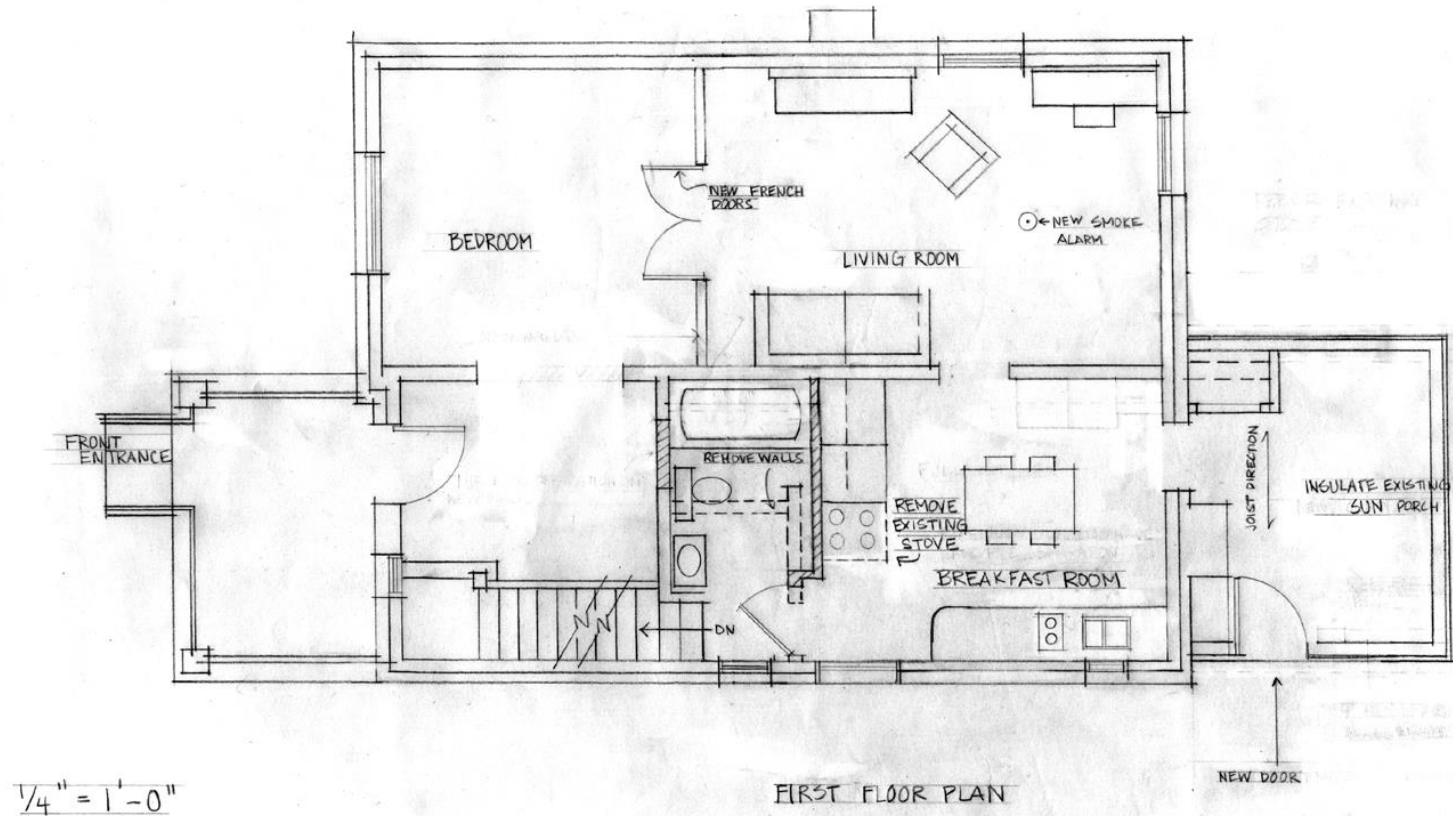 NEW FRENCH
DOORS
BEDROOM
NEW SMOKE
ALARM
LIVING ROOM
FRONT
ENTRANCE
REMOVE WALLS
REMOVE
EXISTING
STOVE
JOIST DIRECTION
INSULATE EXISTING
SUN PORCH
BREAKFAST ROOM
DN
NEW DOOR
1/4" = 1'-0"
FIRST FLOOR PLAN